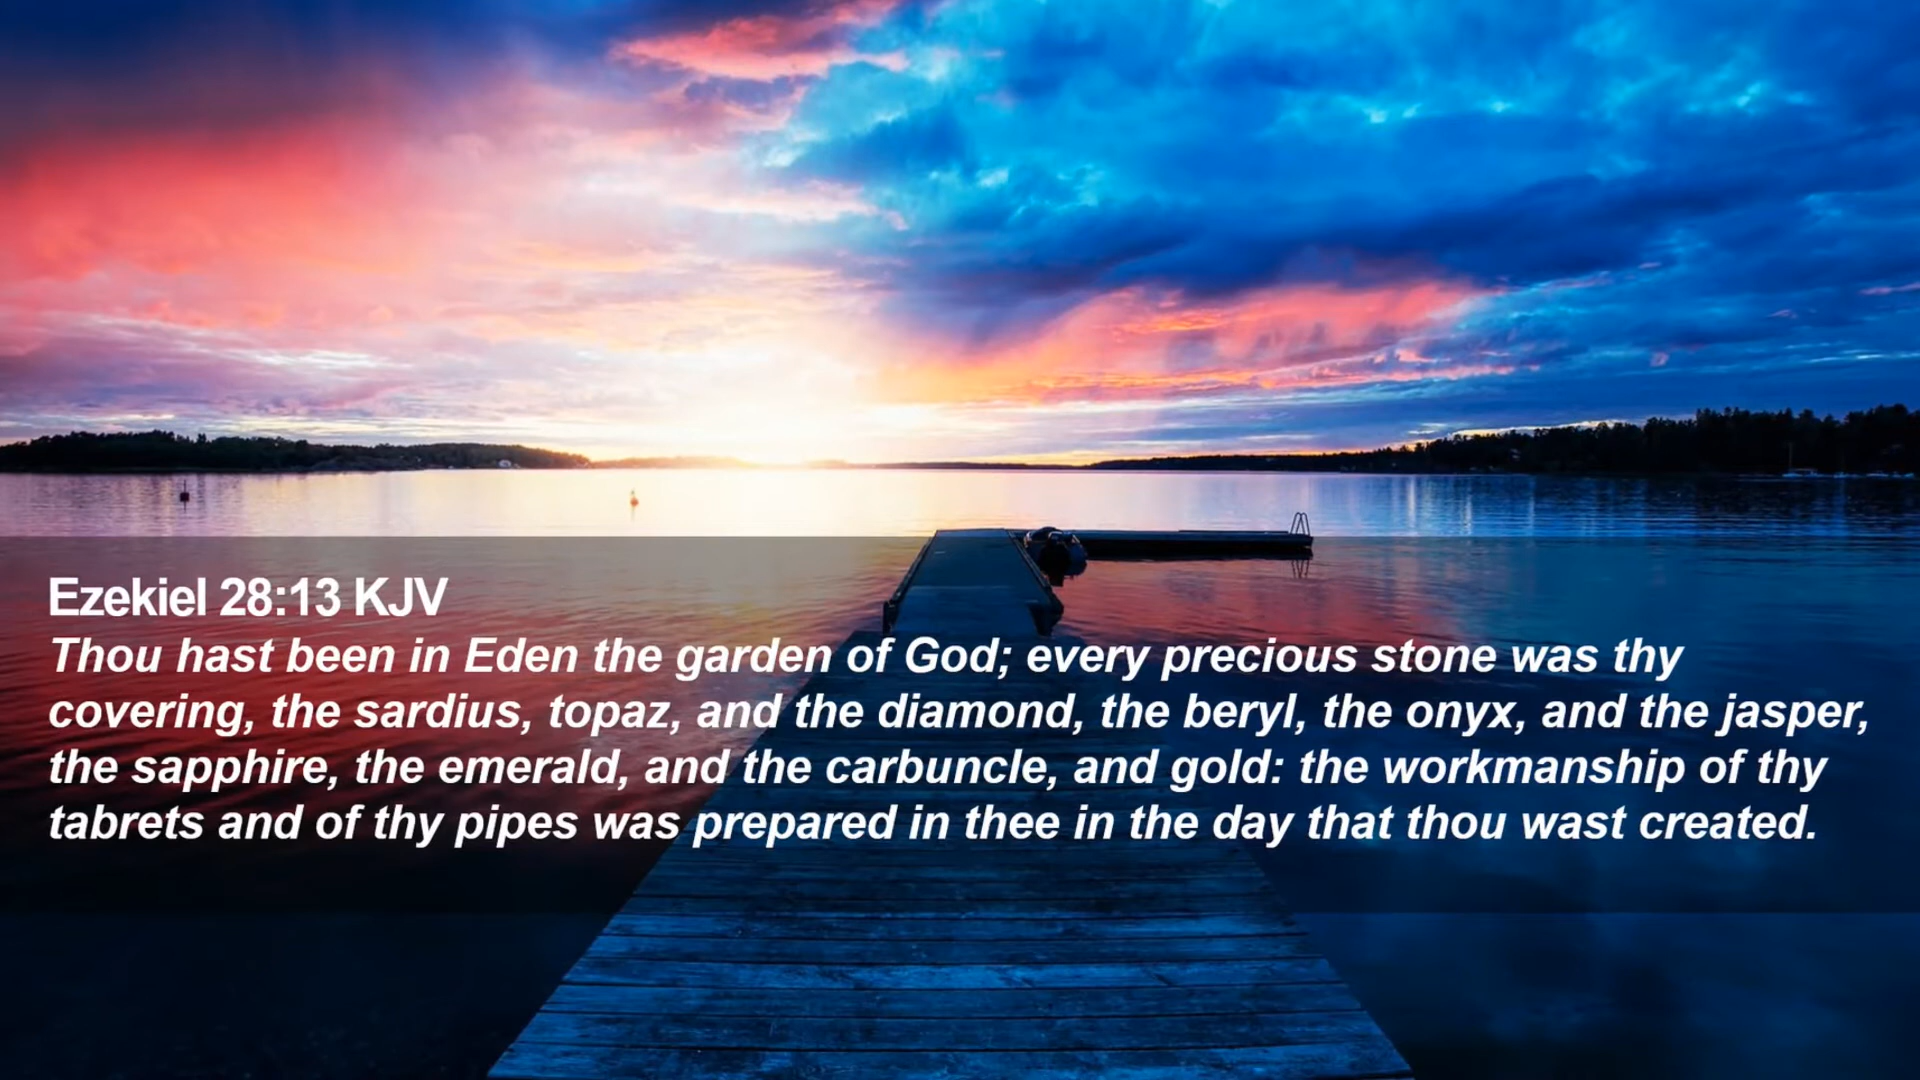 Ezekiel 28:13 KJV
Thou hast been in Eden the garden of God; every precious stone was thy
covering, the sardius, topaz, and the diamond, the beryl, the onyx, and the jasper,
the sapphire, the emerald, and the carbuncle, and gold: the workmanship of thy
tabrets and of thy pipes was prepared in thee in the day that thou wast created.